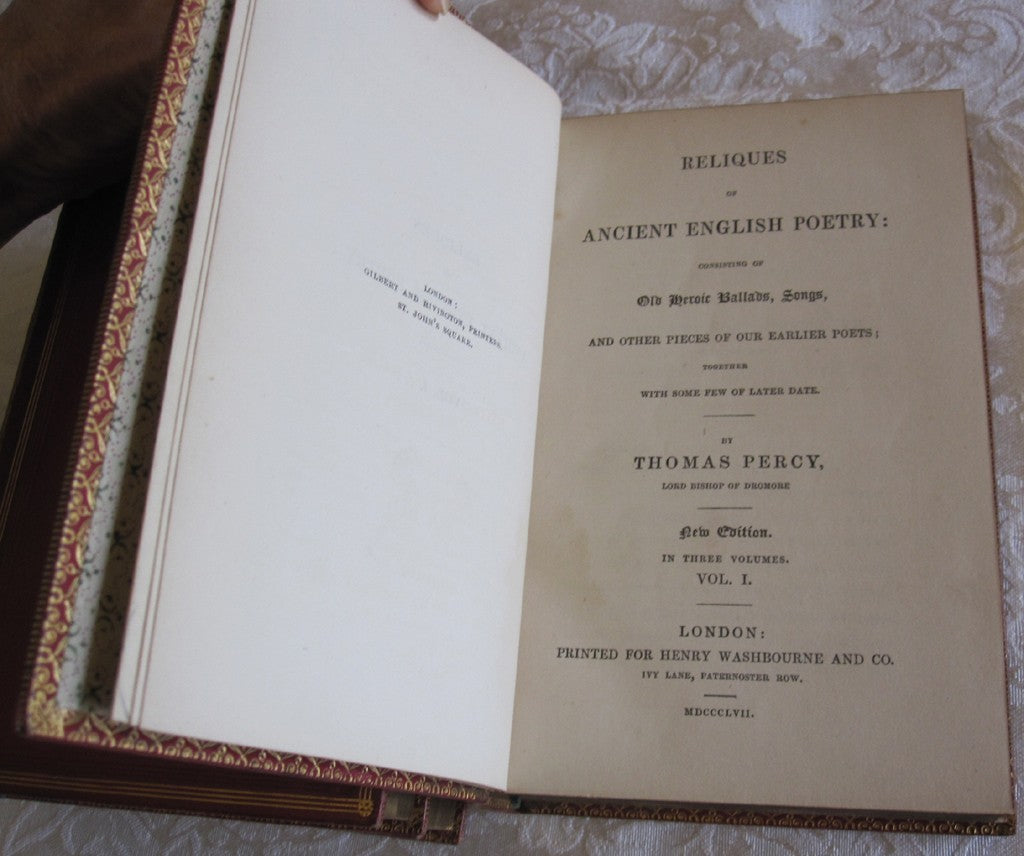 LONDON:
GILBERT AND RIVINGTON, PRINTERS,
ST. JOHN'S SQUARE.
RELIQUES
OF
ANCIENT ENGLISH POETRY:
CONSISTING OF
Old Heroic Ballads, Songs,
AND OTHER PIECES OF OUR EARLIER POETS;
TOGETHER
WITH SOME FEW OF LATER DATE.
BY
THOMAS PERCY,
LORD BISHOP OF DROMORE
New Edition.
IN THREE VOLUMES.
VOL. I.
LONDON:
PRINTED FOR HENRY WASHBOURNE AND CO.
IVY LANE, PATERNOSTER ROW.
MDCCCLVII.